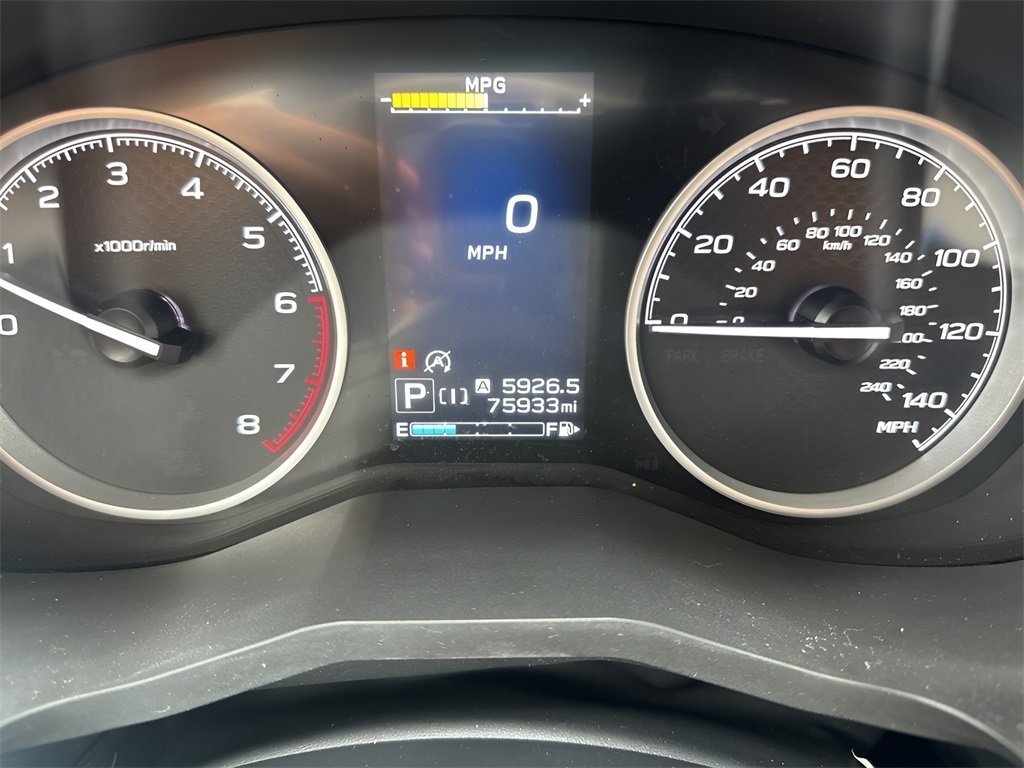 MPG
- +
0
MPH
i A
P [I] A 5926.5
75933mi
E F
0 1 2 3 4 5 6 7 8
x1000r/min
0 20 40 60 80 100 120 140
MPH
0 20 40 60 80 100 120 140 160 180 220 240
km/h
PARK BRAKE